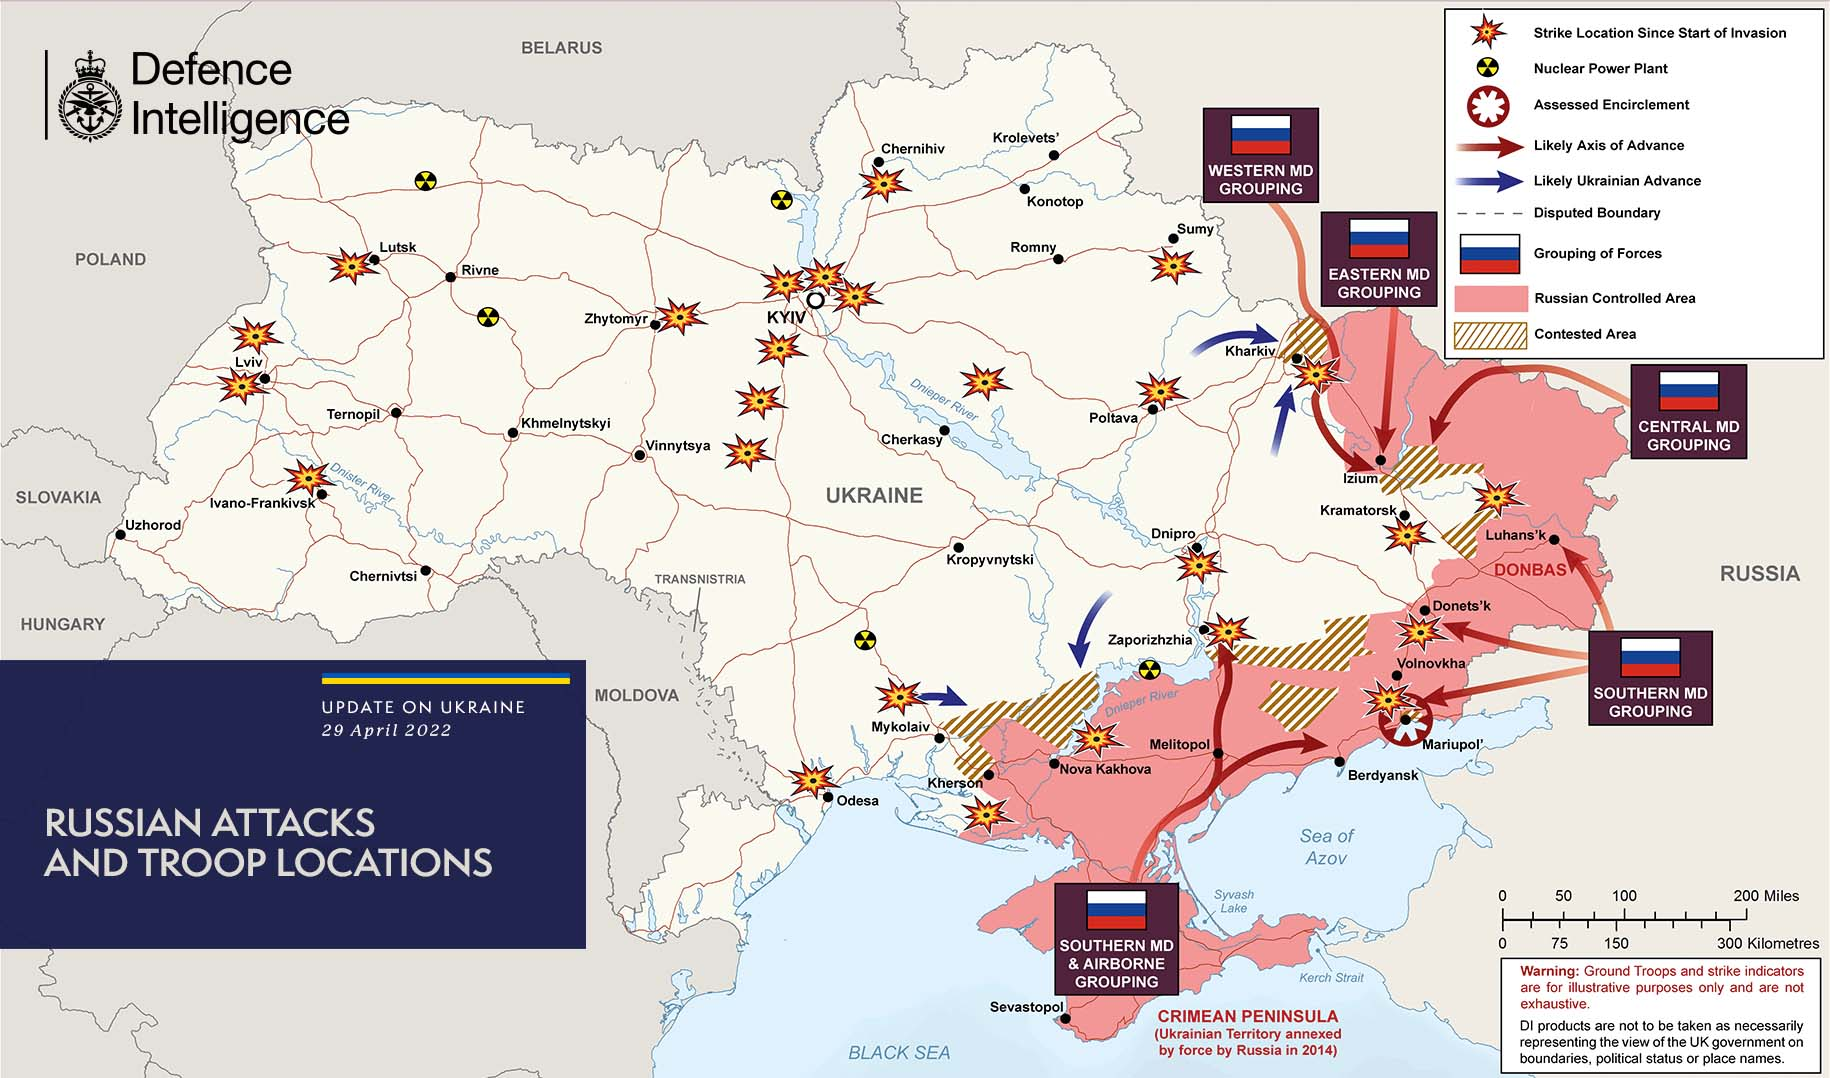 Defence
Intelligence
BELARUS
POLAND
SLOVAKIA
HUNGARY
MOLDOVA
TRANSNISTRIA
UKRAINE
RUSSIA
Chernihiv
Krolevets’
Konotop
Sumy
Romny
Lutsk
Rivne
Zhytomyr
KYIV
Lviv
Ternopil
Khmelnytskyi
Vinnytsya
Cherkasy
Dnieper River
Poltava
Kharkiv
Izium
Kramatorsk
Luhans’k
DONBAS
Dnister River
Ivano-Frankivsk
Uzhorod
Chernivtsi
Kropyvnytski
Dnipro
Zaporizhzhia
Donets’k
Volnovkha
Dnieper River
Mykolaiv
Melitopol
Mariupol’
Kherson
Nova Kakhova
Berdyansk
Odesa
Sea of
Azov
Syvash
Lake
Kerch Strait
Sevastopol
CRIMEAN PENINSULA
(Ukrainian Territory annexed
by force by Russia in 2014)
BLACK SEA
WESTERN MD
GROUPING
EASTERN MD
GROUPING
CENTRAL MD
GROUPING
SOUTHERN MD
GROUPING
SOUTHERN MD
& AIRBORNE
GROUPING
Strike Location Since Start of Invasion
Nuclear Power Plant
Assessed Encirclement
Likely Axis of Advance
Likely Ukrainian Advance
Disputed Boundary
Grouping of Forces
Russian Controlled Area
Contested Area
UPDATE ON UKRAINE
29 April 2022
RUSSIAN ATTACKS
AND TROOP LOCATIONS
0 50 100 200 Miles
0 75 150 300 Kilometres
Warning: Ground Troops and strike indicators
are for illustrative purposes only and are not
exhaustive.
DI products are not to be taken as necessarily
representing the view of the UK government on
boundaries, political status or place names.